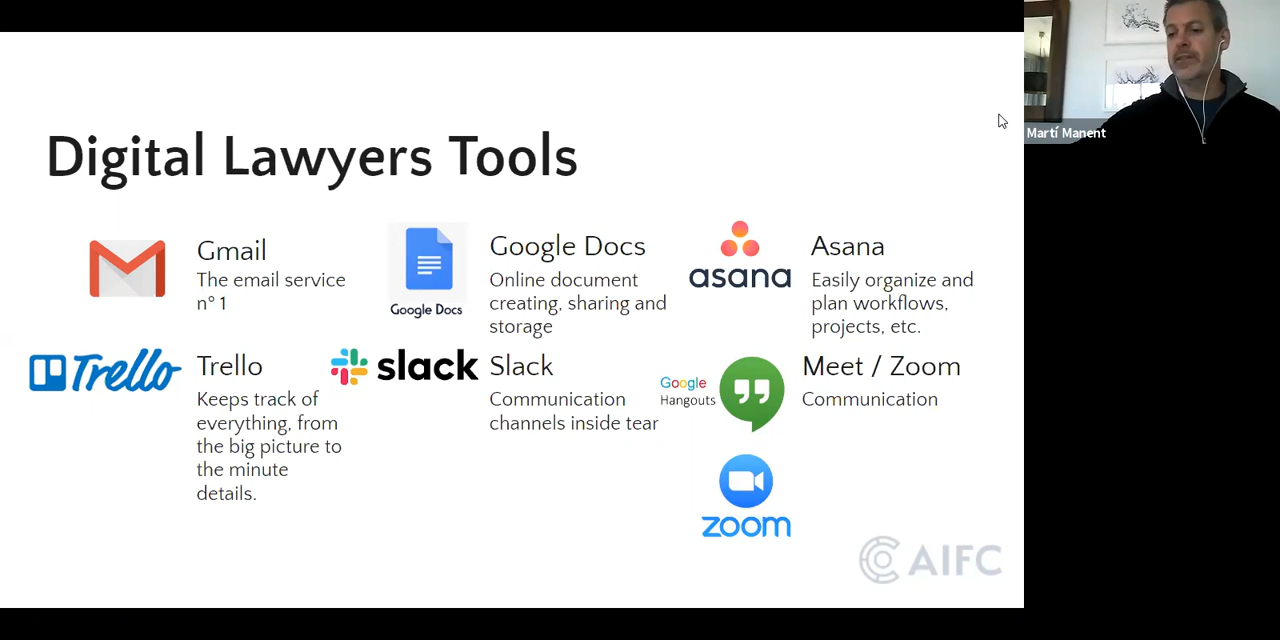 Martí Manent
Digital Lawyers Tools
Gmail
The email service
n° 1
Google Docs
Google Docs
Online document
creating, sharing and
storage
asana
Asana
Easily organize and
plan workflows,
projects, etc.
Trello
Trello
Keeps track of
everything, from
the big picture to
the minute
details.
slack
Slack
Communication
channels inside tear
Google
Hangouts
Meet / Zoom
Communication
zoom
AIFC